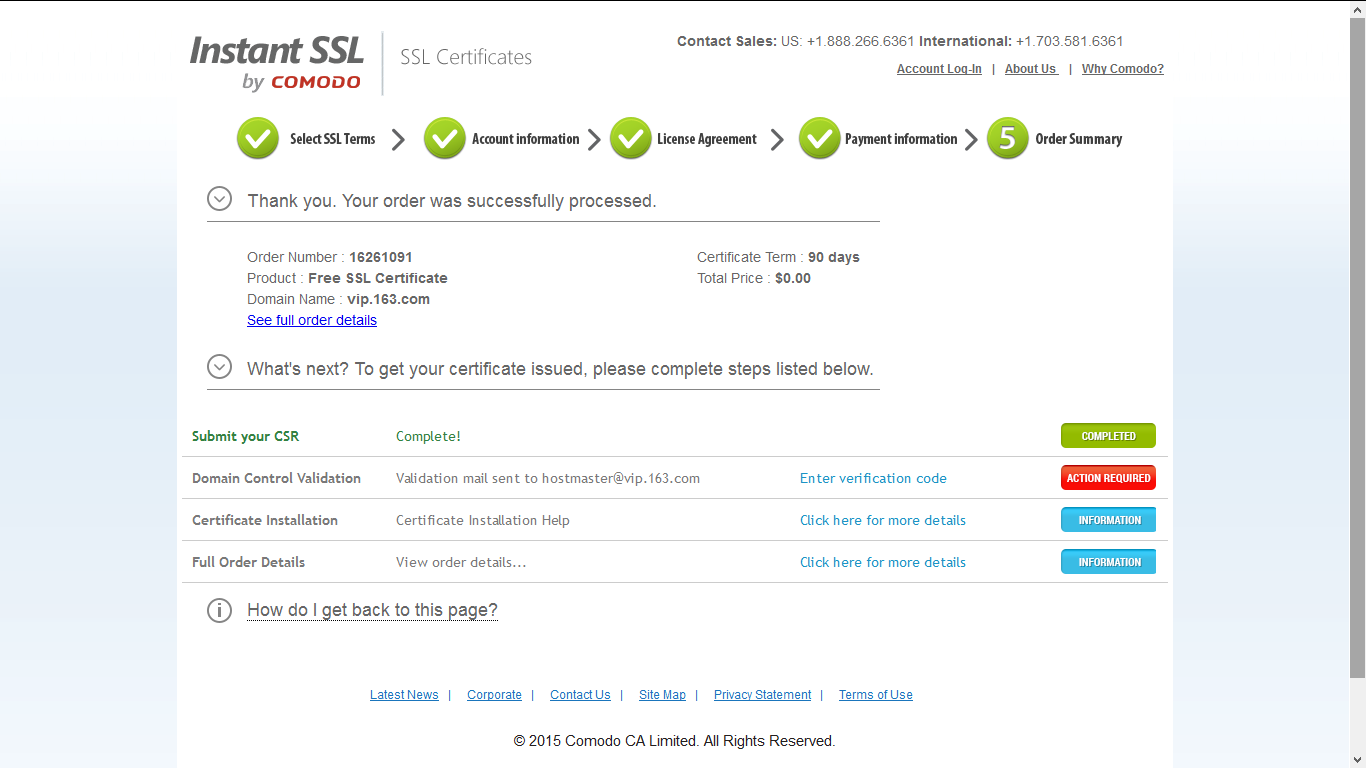 Instant SSL
by COMODO
SSL Certificates
Contact Sales: US: +1.888.266.6361 International: +1.703.581.6361
Account Log-In | About Us | Why Comodo?
Select SSL Terms
Account information
License Agreement
Payment information
5 Order Summary
Thank you. Your order was successfully processed.
Order Number : 16261091
Certificate Term : 90 days
Product : Free SSL Certificate
Total Price : $0.00
Domain Name : vip.163.com
See full order details
What's next? To get your certificate issued, please complete steps listed below.
Submit your CSR Complete! COMPLETED
Domain Control Validation Validation mail sent to hostmaster@vip.163.com Enter verification code ACTION REQUIRED
Certificate Installation Certificate Installation Help Click here for more details INFORMATION
Full Order Details View order details... Click here for more details INFORMATION
How do I get back to this page?
Latest News | Corporate | Contact Us | Site Map | Privacy Statement | Terms of Use
© 2015 Comodo CA Limited. All Rights Reserved.